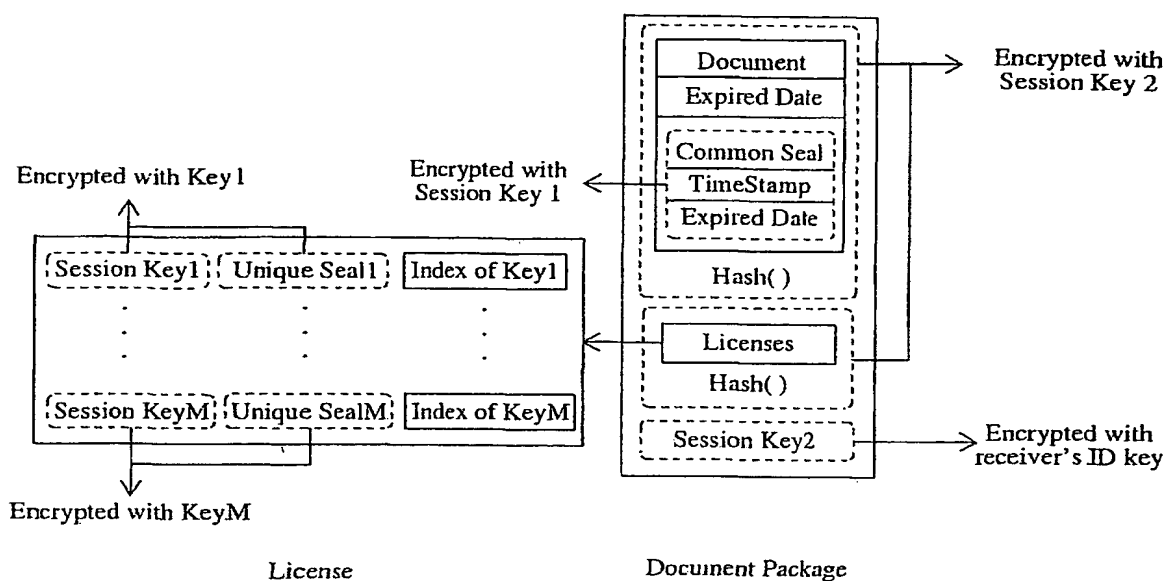 Document
Expired Date
Common Seal
TimeStamp
Expired Date
Hash( )
Licenses
Hash( )
Session Key2
Encrypted with
Session Key 2
Encrypted with
Session Key 1
Encrypted with
receiver's ID key
Encrypted with Key1
Session Key1 Unique Seal1 Index of Key1
Session KeyM Unique SealM Index of KeyM
Encrypted with KeyM
License
Document Package